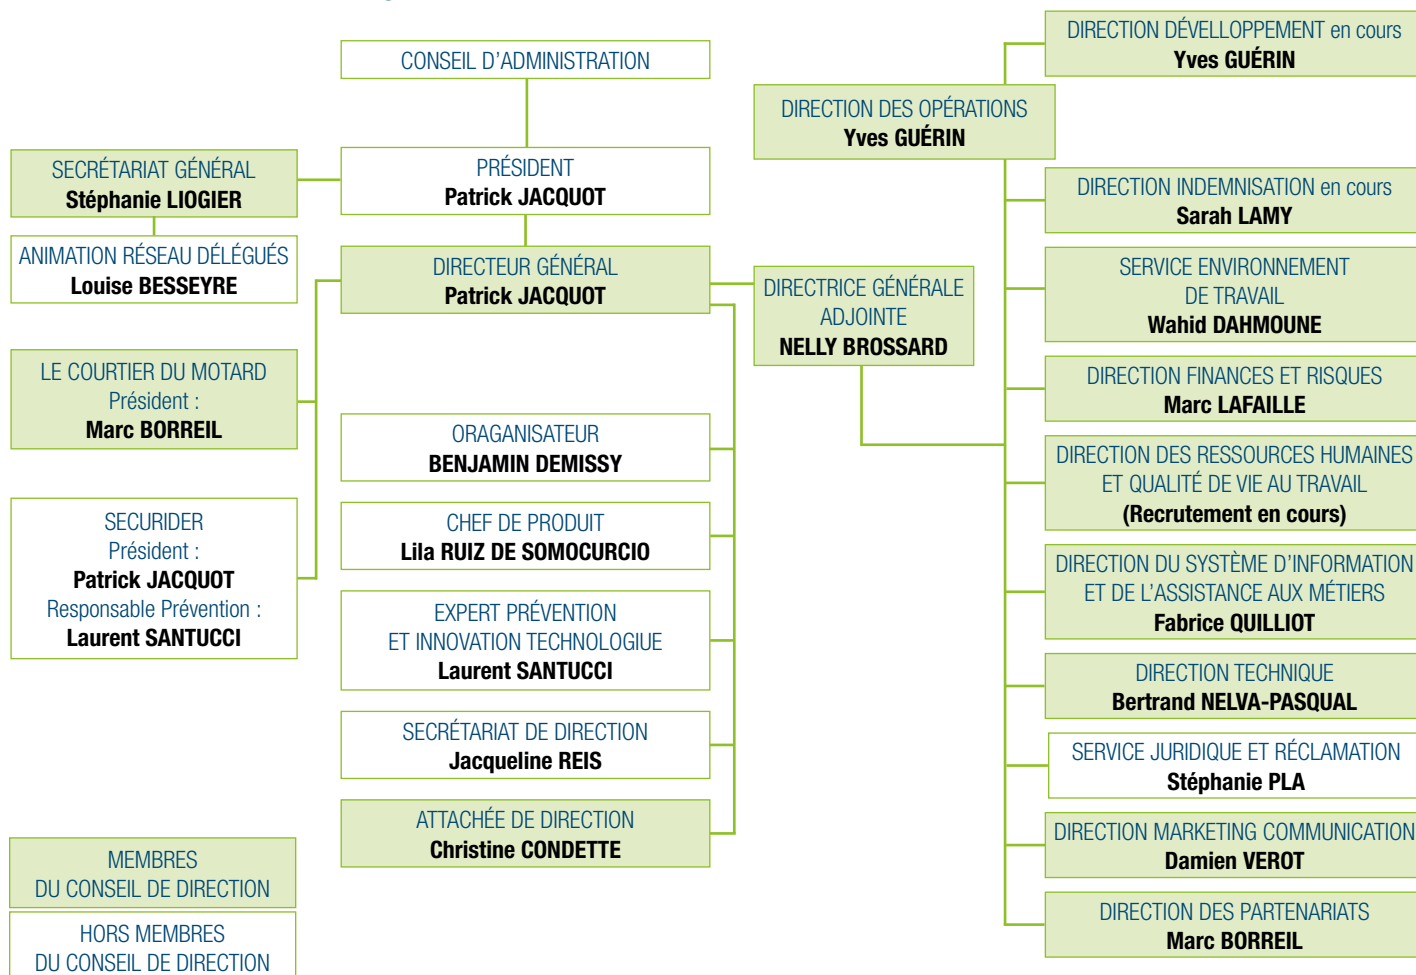 CONSEIL D'ADMINISTRATION
PRÉSIDENT
Patrick JACQUOT
SECRÉTARIAT GÉNÉRAL
Stéphanie LIOGIER
ANIMATION RÉSEAU DÉLÉGUÉS
Louise BESSEYRE
DIRECTEUR GÉNÉRAL
Patrick JACQUOT
DIRECTRICE GÉNÉRALE
ADJOINTE
NELLY BROSSARD
LE COURTIER DU MOTARD
Président :
Marc BORREIL
SECURIDER
Président :
Patrick JACQUOT
Responsable Prévention :
Laurent SANTUCCI
ORAGANISATEUR
BENJAMIN DEMISSY
CHEF DE PRODUIT
Lila RUIZ DE SOMOCURCIO
EXPERT PRÉVENTION
ET INNOVATION TECHNOLOGIUE
Laurent SANTUCCI
SECRÉTARIAT DE DIRECTION
Jacqueline REIS
ATTACHÉE DE DIRECTION
Christine CONDETTE
DIRECTION DES OPÉRATIONS
Yves GUÉRIN
DIRECTION DÉVELLOPPEMENT en cours
Yves GUÉRIN
DIRECTION INDEMNISATION en cours
Sarah LAMY
SERVICE ENVIRONNEMENT
DE TRAVAIL
Wahid DAHMOUNE
DIRECTION FINANCES ET RISQUES
Marc LAFAILLE
DIRECTION DES RESSOURCES HUMAINES
ET QUALITÉ DE VIE AU TRAVAIL
(Recrutement en cours)
DIRECTION DU SYSTÈME D'INFORMATION
ET DE L'ASSISTANCE AUX MÉTIERS
Fabrice QUILLIOT
DIRECTION TECHNIQUE
Bertrand NELVA-PASQUAL
SERVICE JURIDIQUE ET RÉCLAMATION
Stéphanie PLA
DIRECTION MARKETING COMMUNICATION
Damien VEROT
DIRECTION DES PARTENARIATS
Marc BORREIL
MEMBRES
DU CONSEIL DE DIRECTION
HORS MEMBRES
DU CONSEIL DE DIRECTION